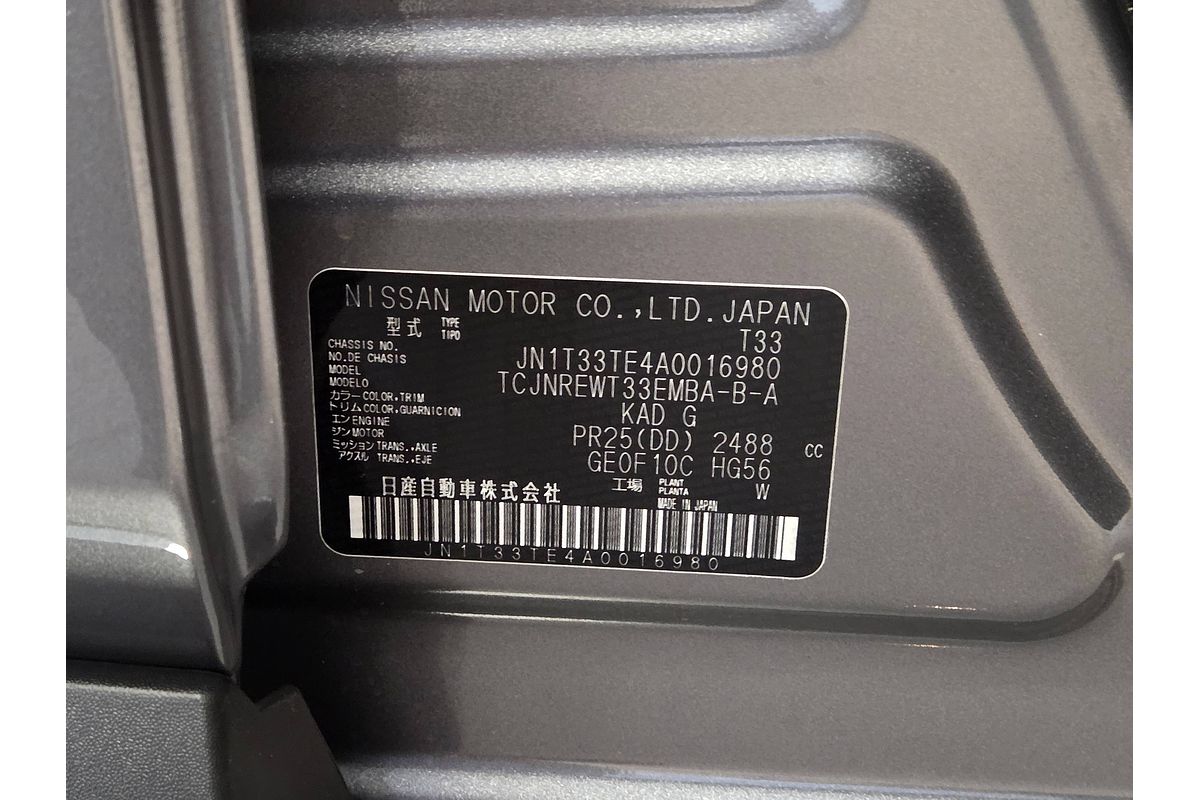 NISSAN MOTOR CO.,LTD.JAPAN
型式 TYPE TIPO T33
CHASSIS NO.
NO.DE CHASIS JN1T33TE4A0016980
MODEL
MODELO TCJNREWT33EMBA-B-A
カラー COLOR,TRIM
トリム COLOR,GUARNICION KAD G
エン ENGINE
ジン MOTOR PR25(DD) 2488 CC
ミッション TRANS.,AXLE
アクスル TRANS.,EJE GE0F10C HG56
工場 PLANT PLANTA W
日産自動車株式会社 MADE IN JAPAN
JN1T33TE4A0016980